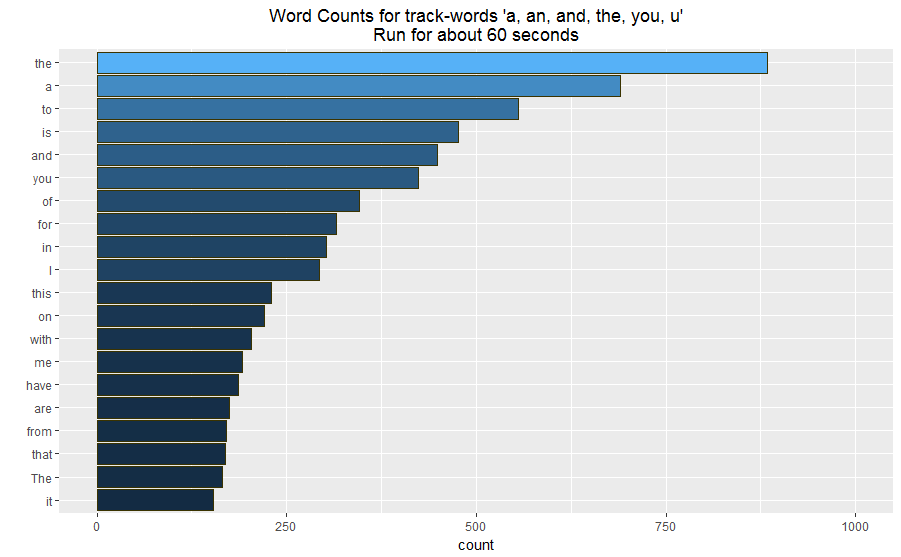 Word Counts for track-words 'a, an, and, the, you, u'
Run for about 60 seconds
the
a
to
is
and
you
of
for
in
I
this
on
with
me
have
are
from
that
The
it
0 250 500 750 1000
count